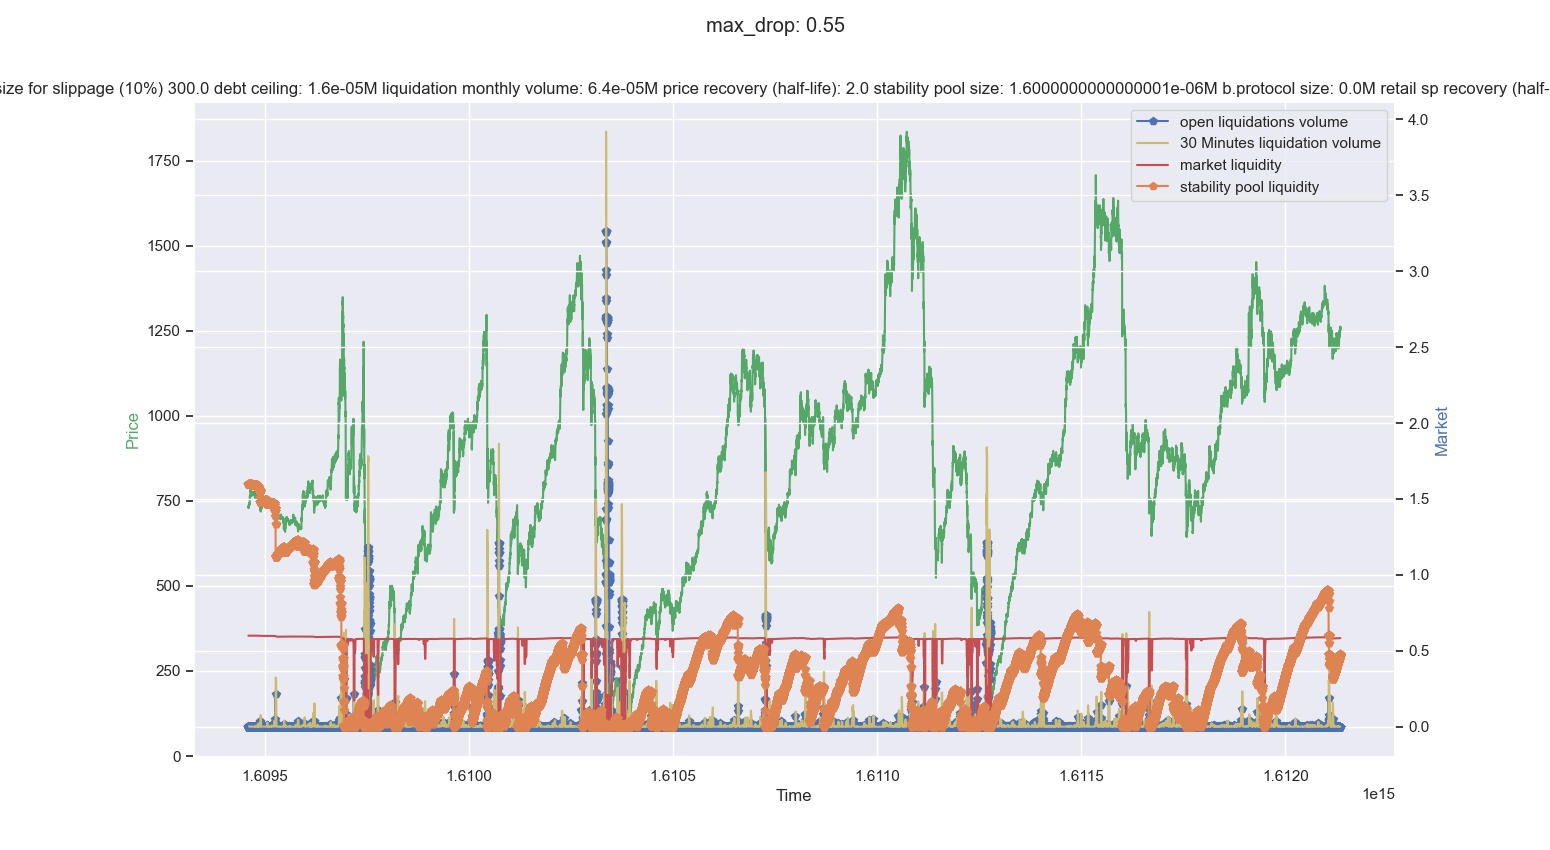 max_drop: 0.55
size for slippage (10%) 300.0 debt ceiling: 1.6e-05M liquidation monthly volume: 6.4e-05M price recovery (half-life): 2.0 stability pool size: 1.6000000000000001e-06M b.protocol size: 0.0M retail sp recovery (half-
open liquidations volume
30 Minutes liquidation volume
market liquidity
stability pool liquidity
1750
1500
1250
1000
750
500
250
0
Price
4.0
3.5
3.0
2.5
2.0
1.5
1.0
0.5
0.0
Market
1.6095 1.6100 1.6105 1.6110 1.6115 1.6120
Time
1e15